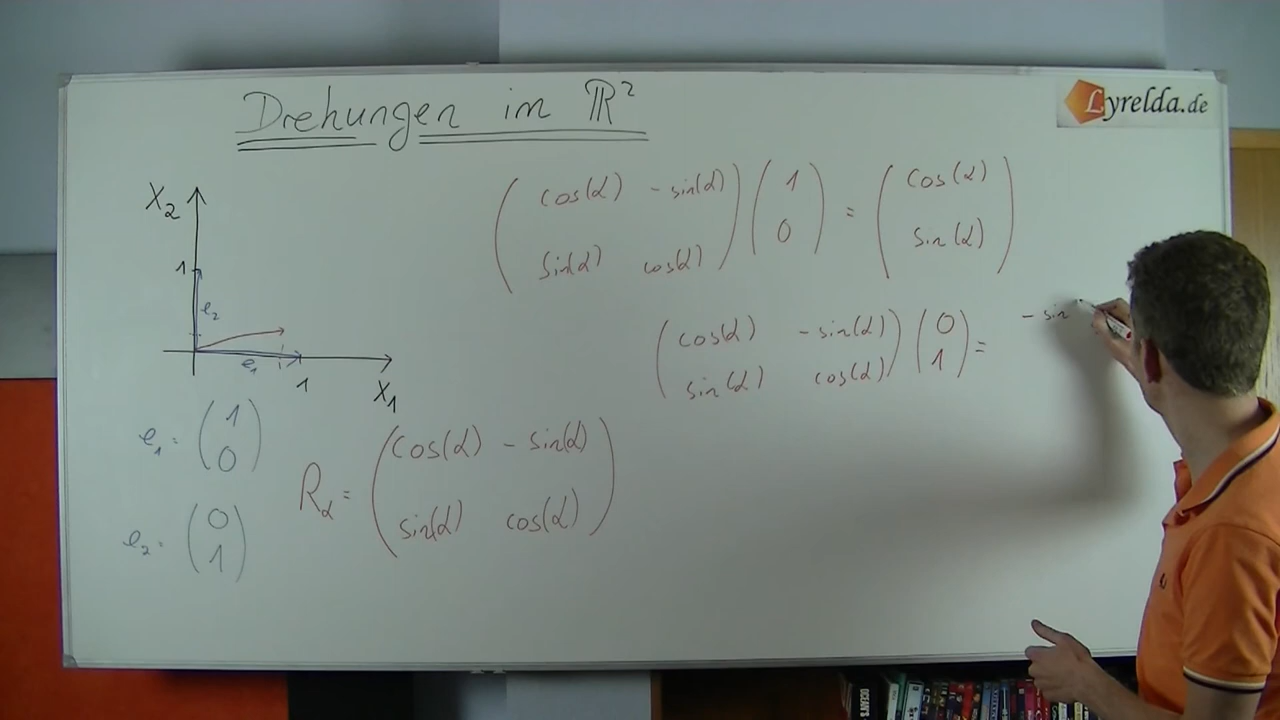 Drehungen im ℝ²
Lyrelda.de
( cos(α) - sin(α) ) ( 1 ) = ( cos(α) )
( sin(α) cos(α) ) ( 0 ) ( sin(α) )
X₂
1
e₂
e₁
1
X₁
( cos(α) - sin(α) ) ( 0 ) =
( sin(α) cos(α) ) ( 1 )
- sin
e₁ = ( 1 )
( 0 )
e₂ = ( 0 )
( 1 )
R_α = ( cos(α) - sin(α) )
( sin(α) cos(α) )